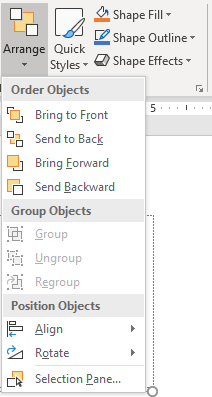 Arrange
Quick
Styles
Shape Fill
Shape Outline
Shape Effects
5
Order Objects
Bring to Front
Send to Back
Bring Forward
Send Backward
Group Objects
Group
Ungroup
Regroup
Position Objects
Align
Rotate
Selection Pane...